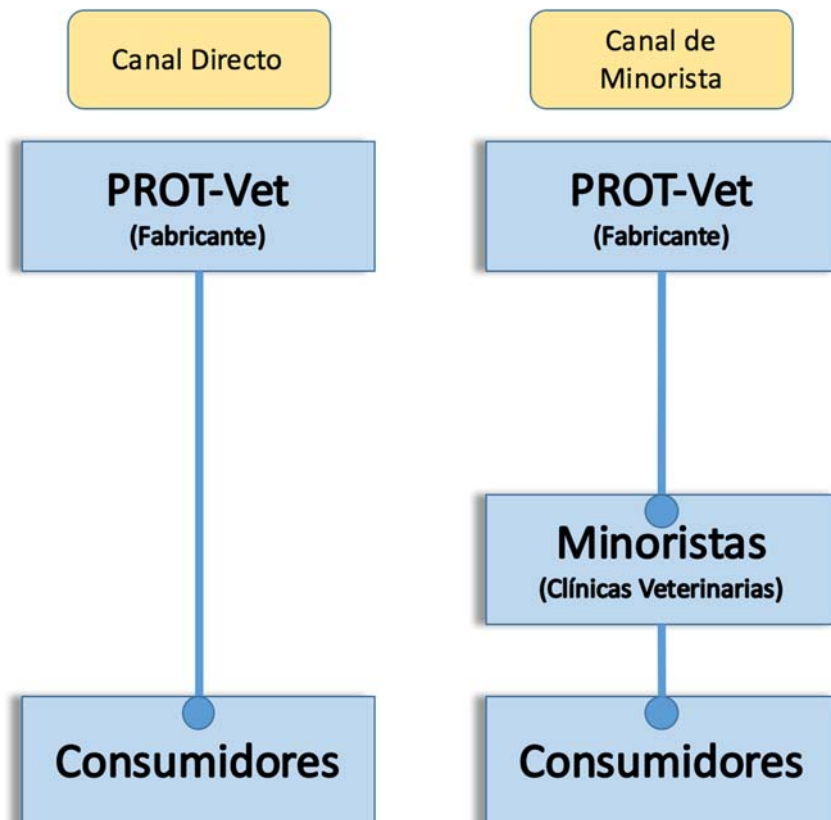 Canal Directo
Canal de
Minorista
PROT-Vet
(Fabricante)
PROT-Vet
(Fabricante)
Minoristas
(Clínicas Veterinarias)
Consumidores
Consumidores